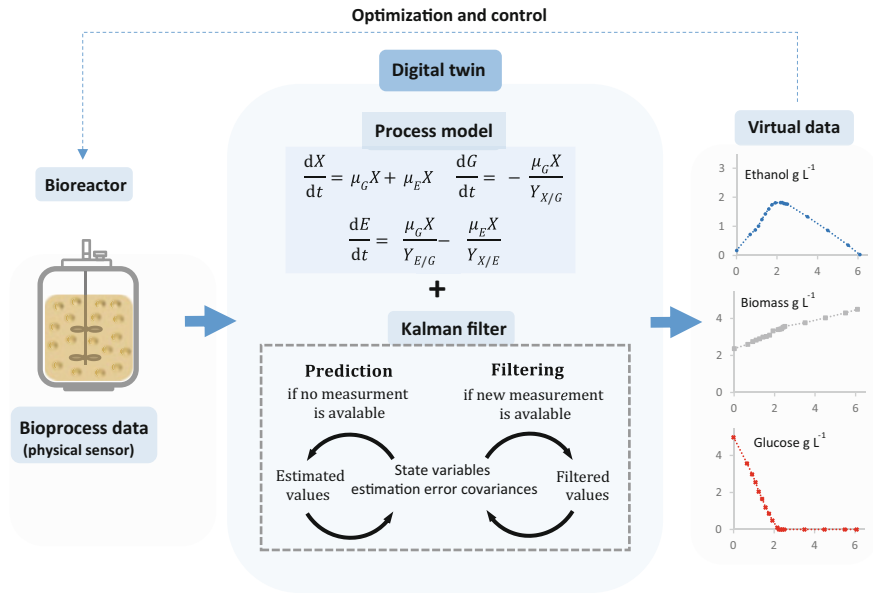 Optimization and control
Digital twin
Process model
dX/dt = μ_G X + μ_E X    dG/dt = − μ_G X / Y_X/G
dE/dt = μ_G X / Y_E/G − μ_E X / Y_X/E
+
Kalman filter
Prediction
if no measurment
is avalable
Filtering
if new measurement
is avalable
Estimated
values
State variables
estimation error covariances
Filtered
values
Bioreactor
Bioprocess data
(physical sensor)
Virtual data
Ethanol g L⁻¹
3
2
1
0
0 2 4 6
Biomass g L⁻¹
4
2
0
0 2 4 6
Glucose g L⁻¹
4
2
0
0 2 4 6